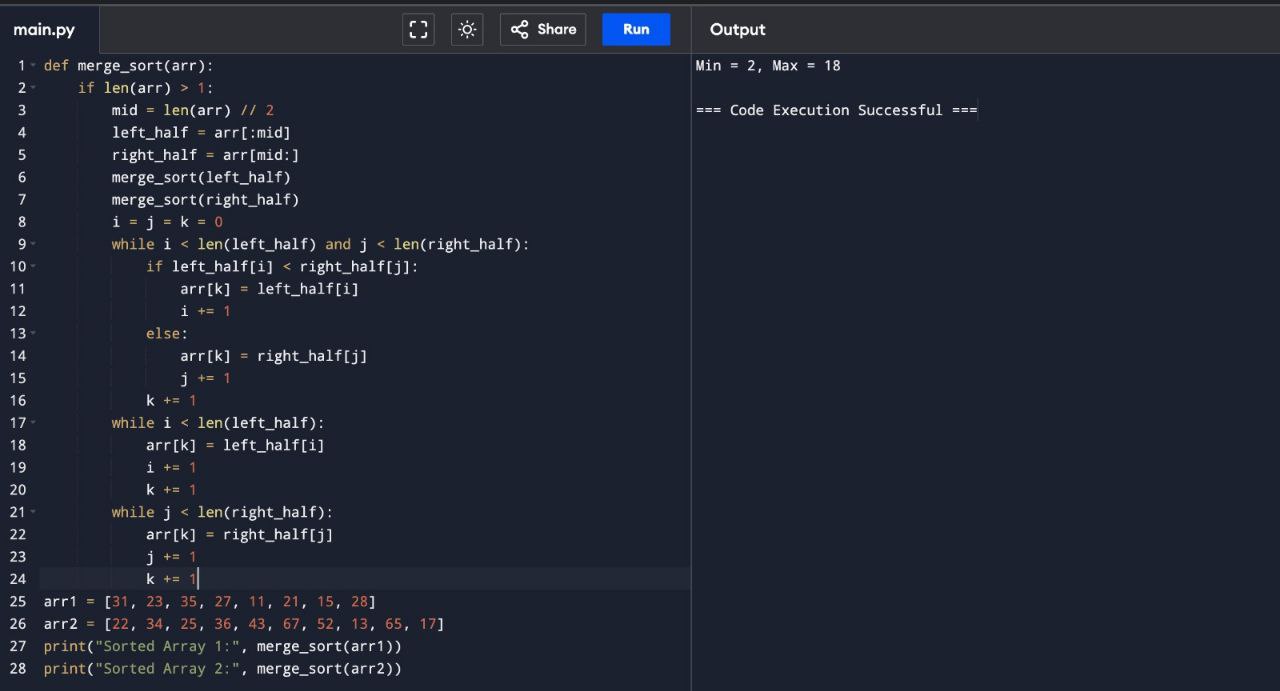 main.py
Share
Run
Output
1 def merge_sort(arr):
2     if len(arr) > 1:
3         mid = len(arr) // 2
4         left_half = arr[:mid]
5         right_half = arr[mid:]
6         merge_sort(left_half)
7         merge_sort(right_half)
8         i = j = k = 0
9         while i < len(left_half) and j < len(right_half):
10             if left_half[i] < right_half[j]:
11                 arr[k] = left_half[i]
12                 i += 1
13             else:
14                 arr[k] = right_half[j]
15                 j += 1
16             k += 1
17         while i < len(left_half):
18             arr[k] = left_half[i]
19             i += 1
20             k += 1
21         while j < len(right_half):
22             arr[k] = right_half[j]
23             j += 1
24             k += 1
25 arr1 = [31, 23, 35, 27, 11, 21, 15, 28]
26 arr2 = [22, 34, 25, 36, 43, 67, 52, 13, 65, 17]
27 print("Sorted Array 1:", merge_sort(arr1))
28 print("Sorted Array 2:", merge_sort(arr2))
Min = 2, Max = 18
=== Code Execution Successful ===